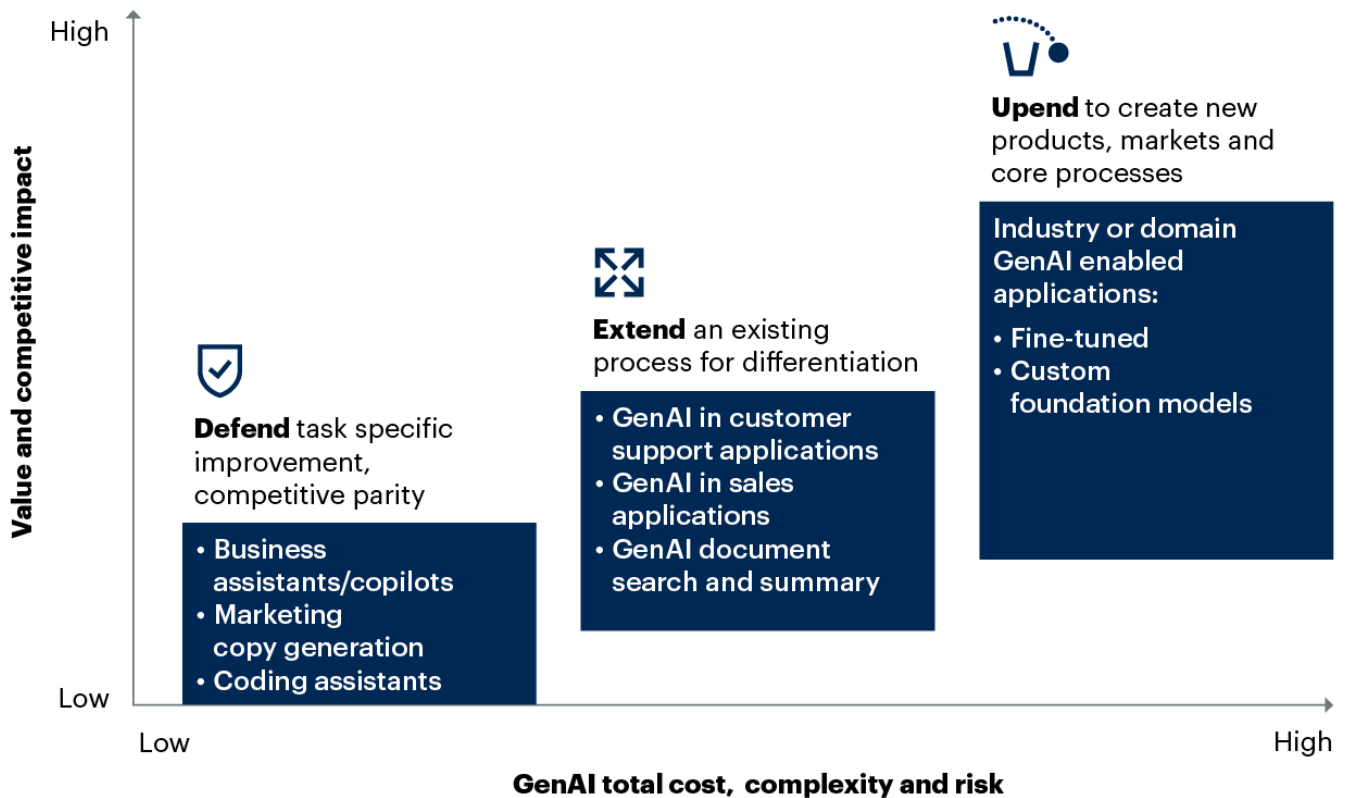 High
Value and competitive impact
Low
Defend task specific
improvement,
competitive parity
• Business
assistants/copilots
• Marketing
copy generation
• Coding assistants
Extend an existing
process for differentiation
• GenAI in customer
support applications
• GenAI in sales
applications
• GenAI document
search and summary
Upend to create new
products, markets and
core processes
Industry or domain
GenAI enabled
applications:
• Fine-tuned
• Custom
foundation models
Low
High
GenAI total cost, complexity and risk